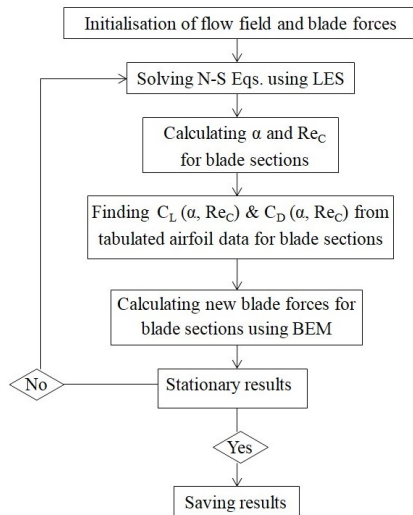 Initialisation of flow field and blade forces
Solving N-S Eqs. using LES
Calculating α and Re_C
for blade sections
Finding C_L (α, Re_C) & C_D (α, Re_C) from
tabulated airfoil data for blade sections
Calculating new blade forces for
blade sections using BEM
No
Stationary results
Yes
Saving results